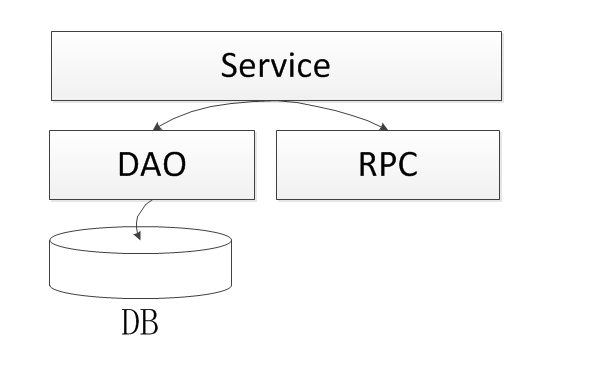 Service
DAO
RPC
DB